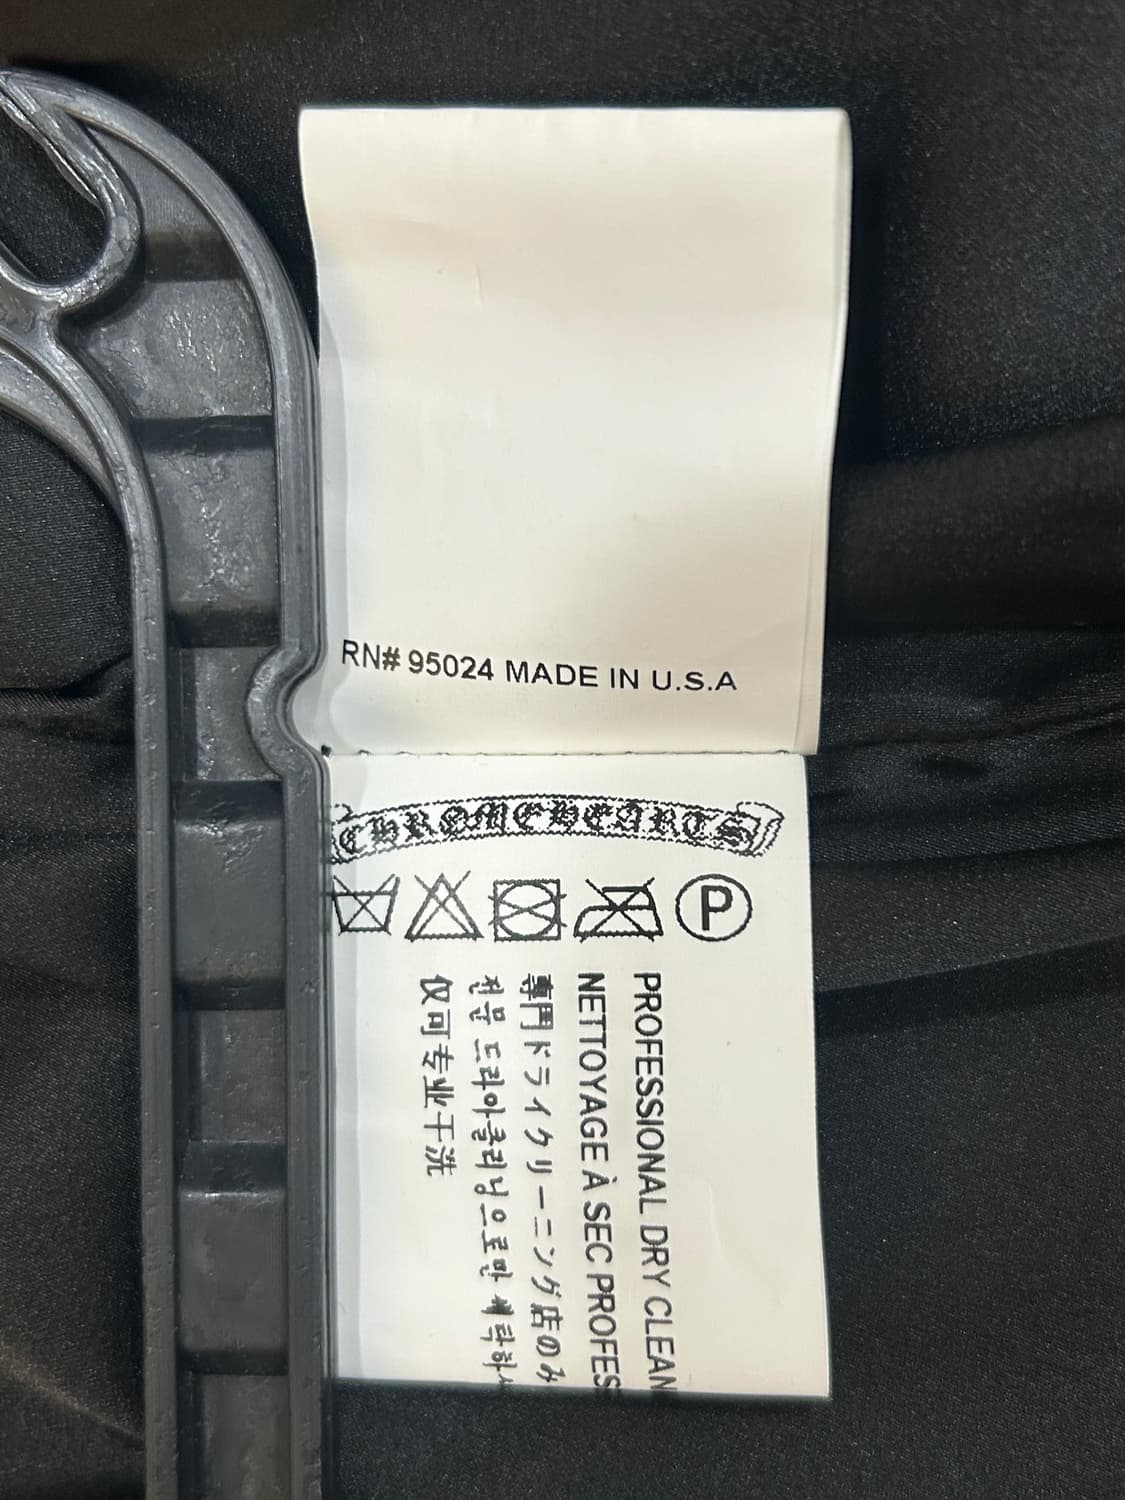 RN# 95024 MADE IN U.S.A
CHROME HEARTS
P
PROFESSIONAL DRY CLEAN
NETTOYAGE À SEC PROFES
専門ドライクリーニング店のみ
전문 드라이클리닝으로만 세탁하
仅可专业干洗